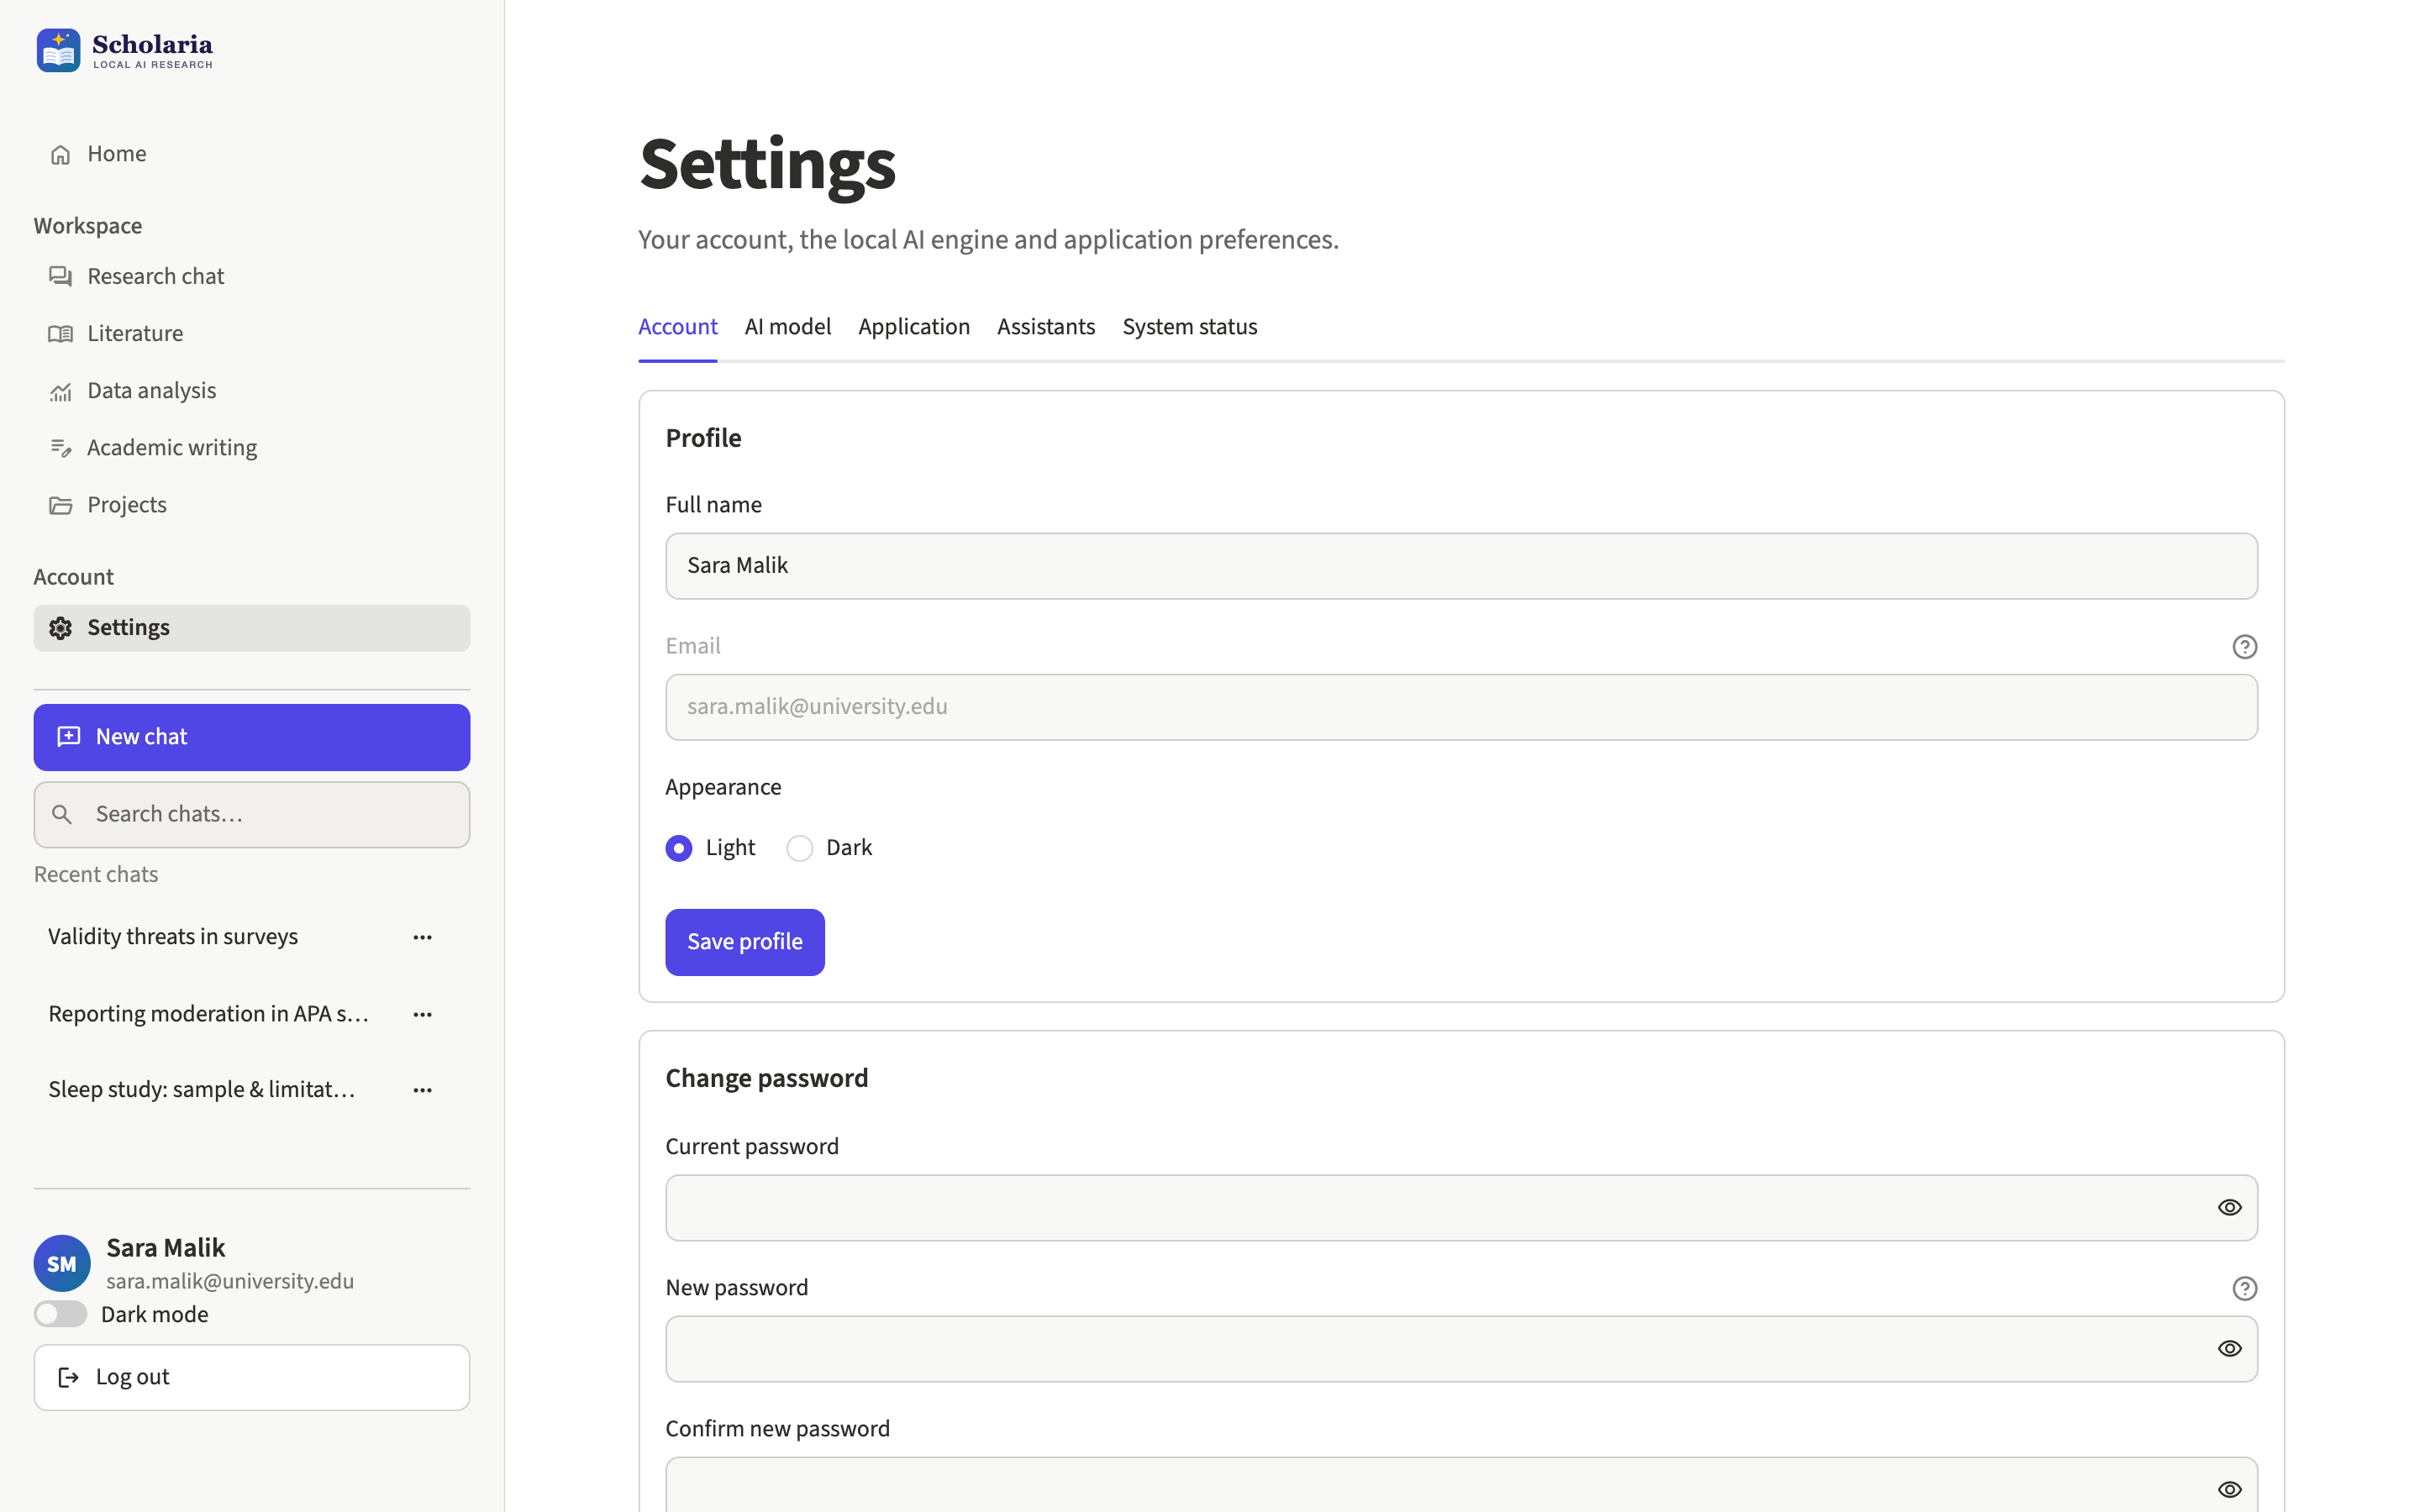 Scholaria
LOCAL AI RESEARCH
Home
Workspace
Research chat
Literature
Data analysis
Academic writing
Projects
Account
Settings
New chat
Search chats…
Recent chats
Validity threats in surveys
Reporting moderation in APA s…
Sleep study: sample & limitat…
SM
Sara Malik
sara.malik@university.edu
Dark mode
Log out
Settings
Your account, the local AI engine and application preferences.
Account AI model Application Assistants System status
Profile
Full name
Sara Malik
Email
sara.malik@university.edu
Appearance
Light Dark
Save profile
Change password
Current password
New password
Confirm new password